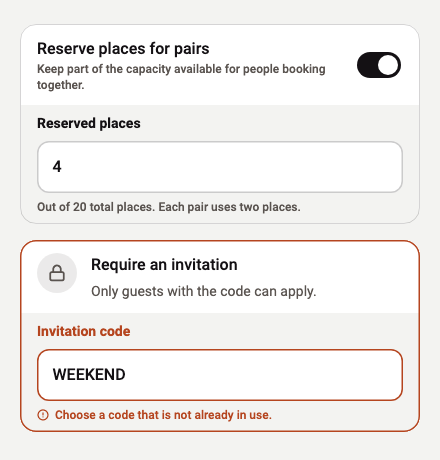 Reserve places for pairs
Keep part of the capacity available for people booking
together.
Reserved places
4
Out of 20 total places. Each pair uses two places.
Require an invitation
Only guests with the code can apply.
Invitation code
WEEKEND
Choose a code that is not already in use.